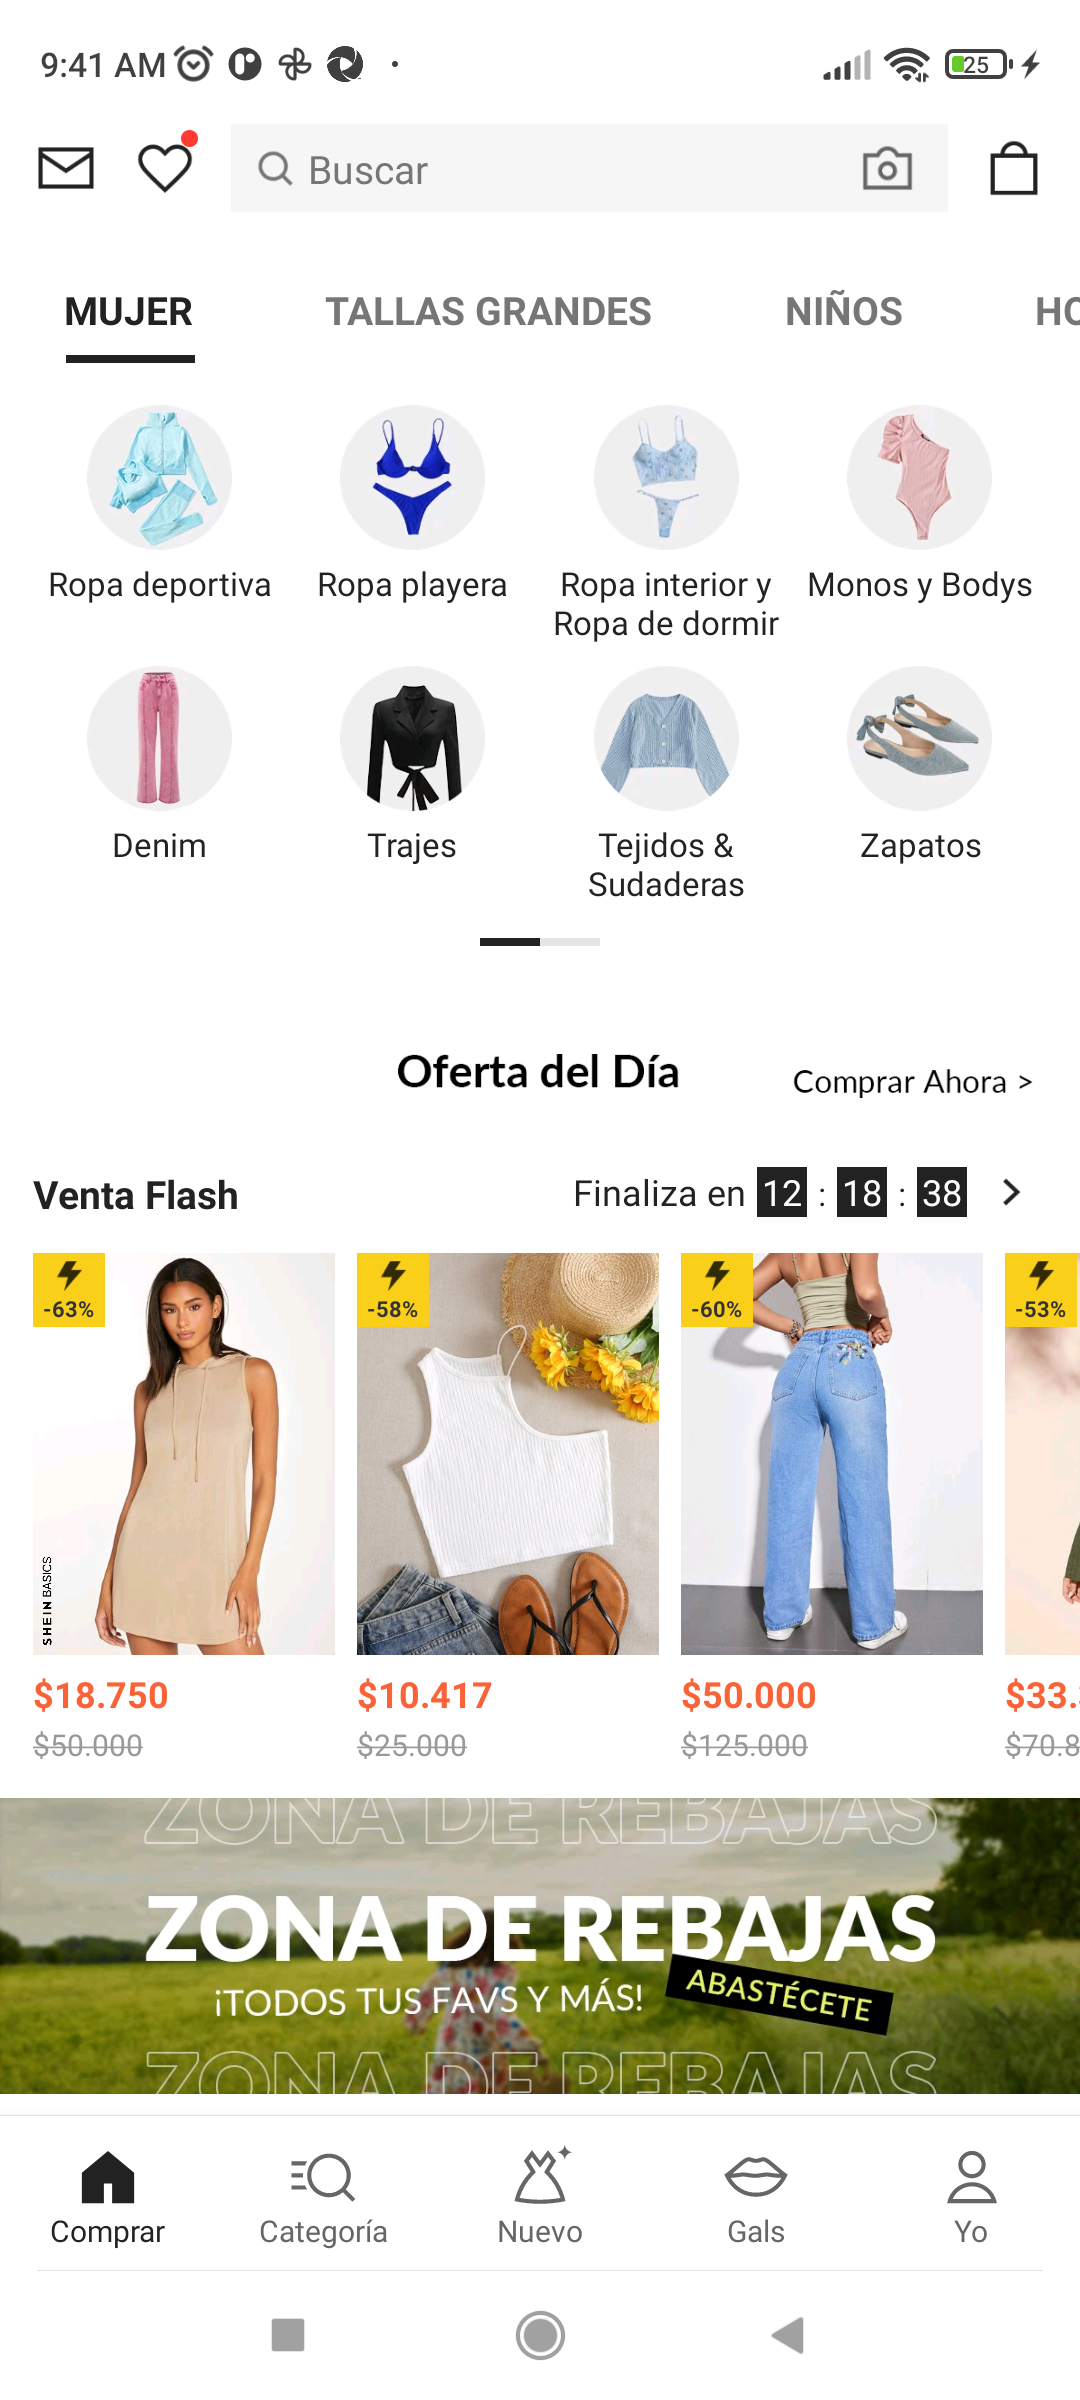 9:41 AM
25
Buscar
MUJER
TALLAS GRANDES
NIÑOS
HO
Ropa deportiva
Ropa playera
Ropa interior y
Ropa de dormir
Monos y Bodys
Denim
Trajes
Tejidos &
Sudaderas
Zapatos
Oferta del Día
Comprar Ahora >
Venta Flash
Finaliza en 12 : 18 : 38
-63%
-58%
-60%
-53%
SHEIN BASICS
$18.750
$10.417
$50.000
$33.
$50.000
$25.000
$125.000
$70.8
ZONA DE REBAJAS
ZONA DE REBAJAS
¡TODOS TUS FAVS Y MÁS!
ABASTÉCETE
ZONA DE REBAJAS
Comprar
Categoría
Nuevo
Gals
Yo